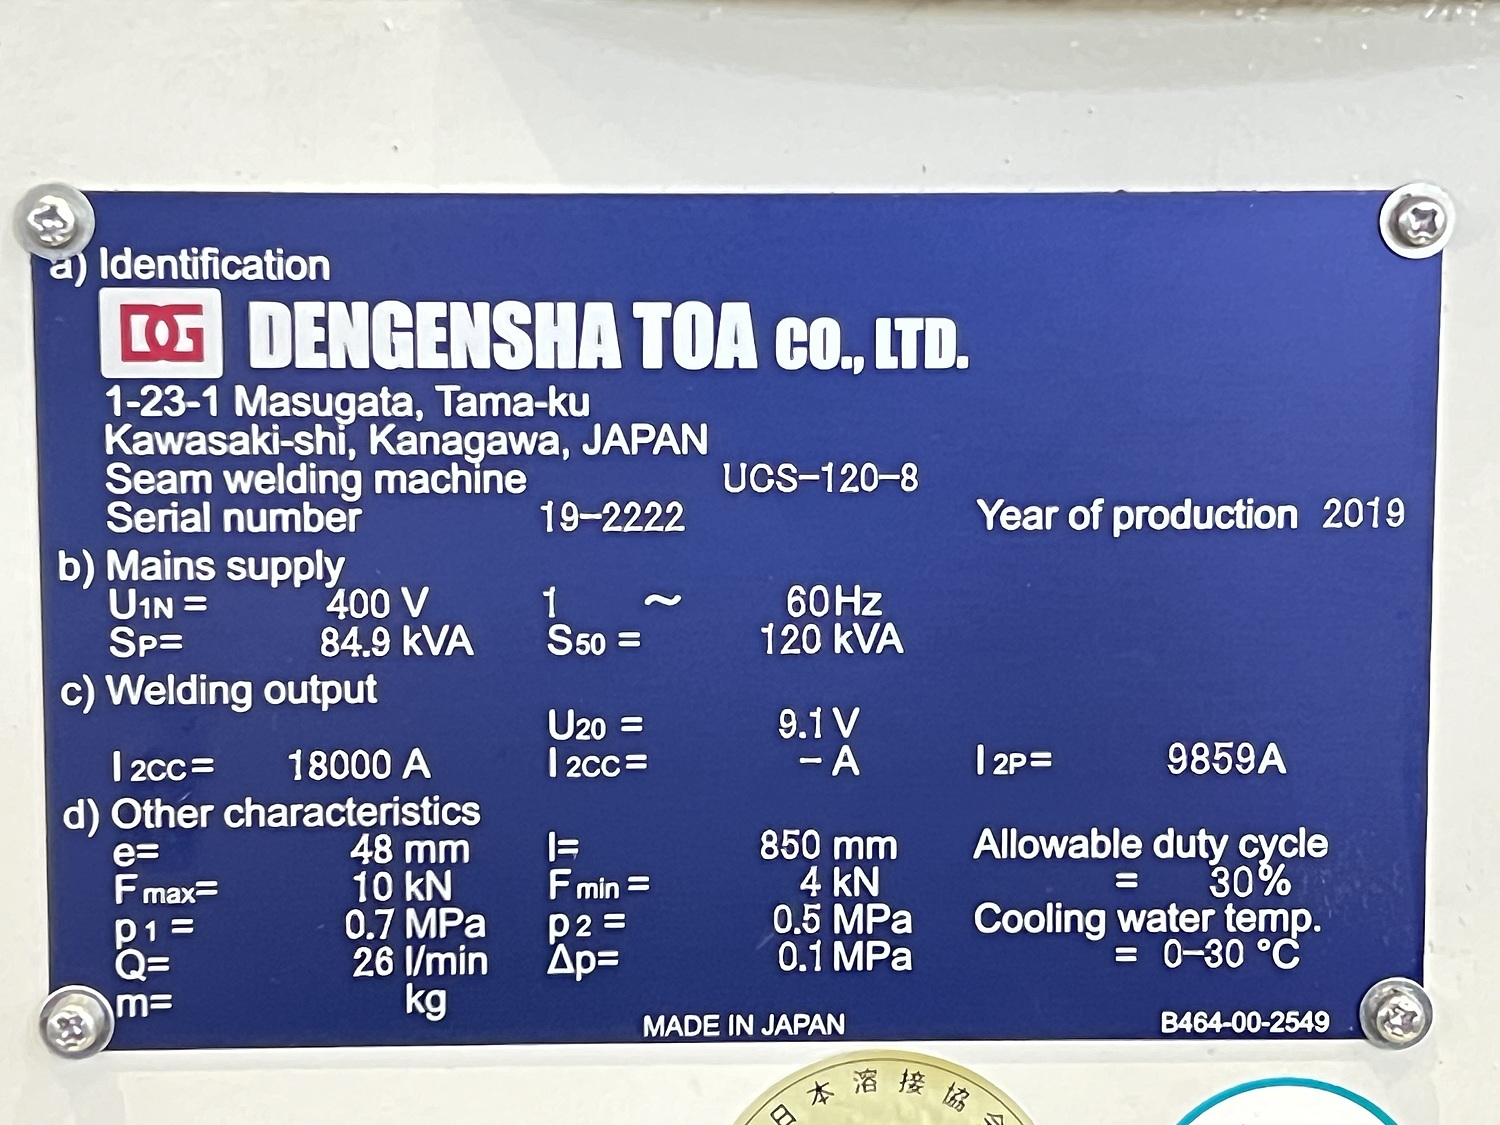 a) Identification
DG DENGENSHA TOA CO., LTD.
1-23-1 Masugata, Tama-ku
Kawasaki-shi, Kanagawa, JAPAN
Seam welding machine UCS-120-8
Serial number 19-2222 Year of production 2019
b) Mains supply
U1N = 400 V 1 ~ 60Hz
SP= 84.9 kVA S50 = 120 kVA
c) Welding output
U20 = 9.1 V
I2CC= 18000 A I2CC= - A I2P= 9859A
d) Other characteristics
e= 48 mm l= 850 mm Allowable duty cycle
Fmax= 10 kN Fmin = 4 kN = 30%
p1 = 0.7 MPa p2 = 0.5 MPa Cooling water temp.
Q= 26 l/min Δp= 0.1 MPa = 0-30 °C
m= kg
MADE IN JAPAN B464-00-2549
日本溶接協